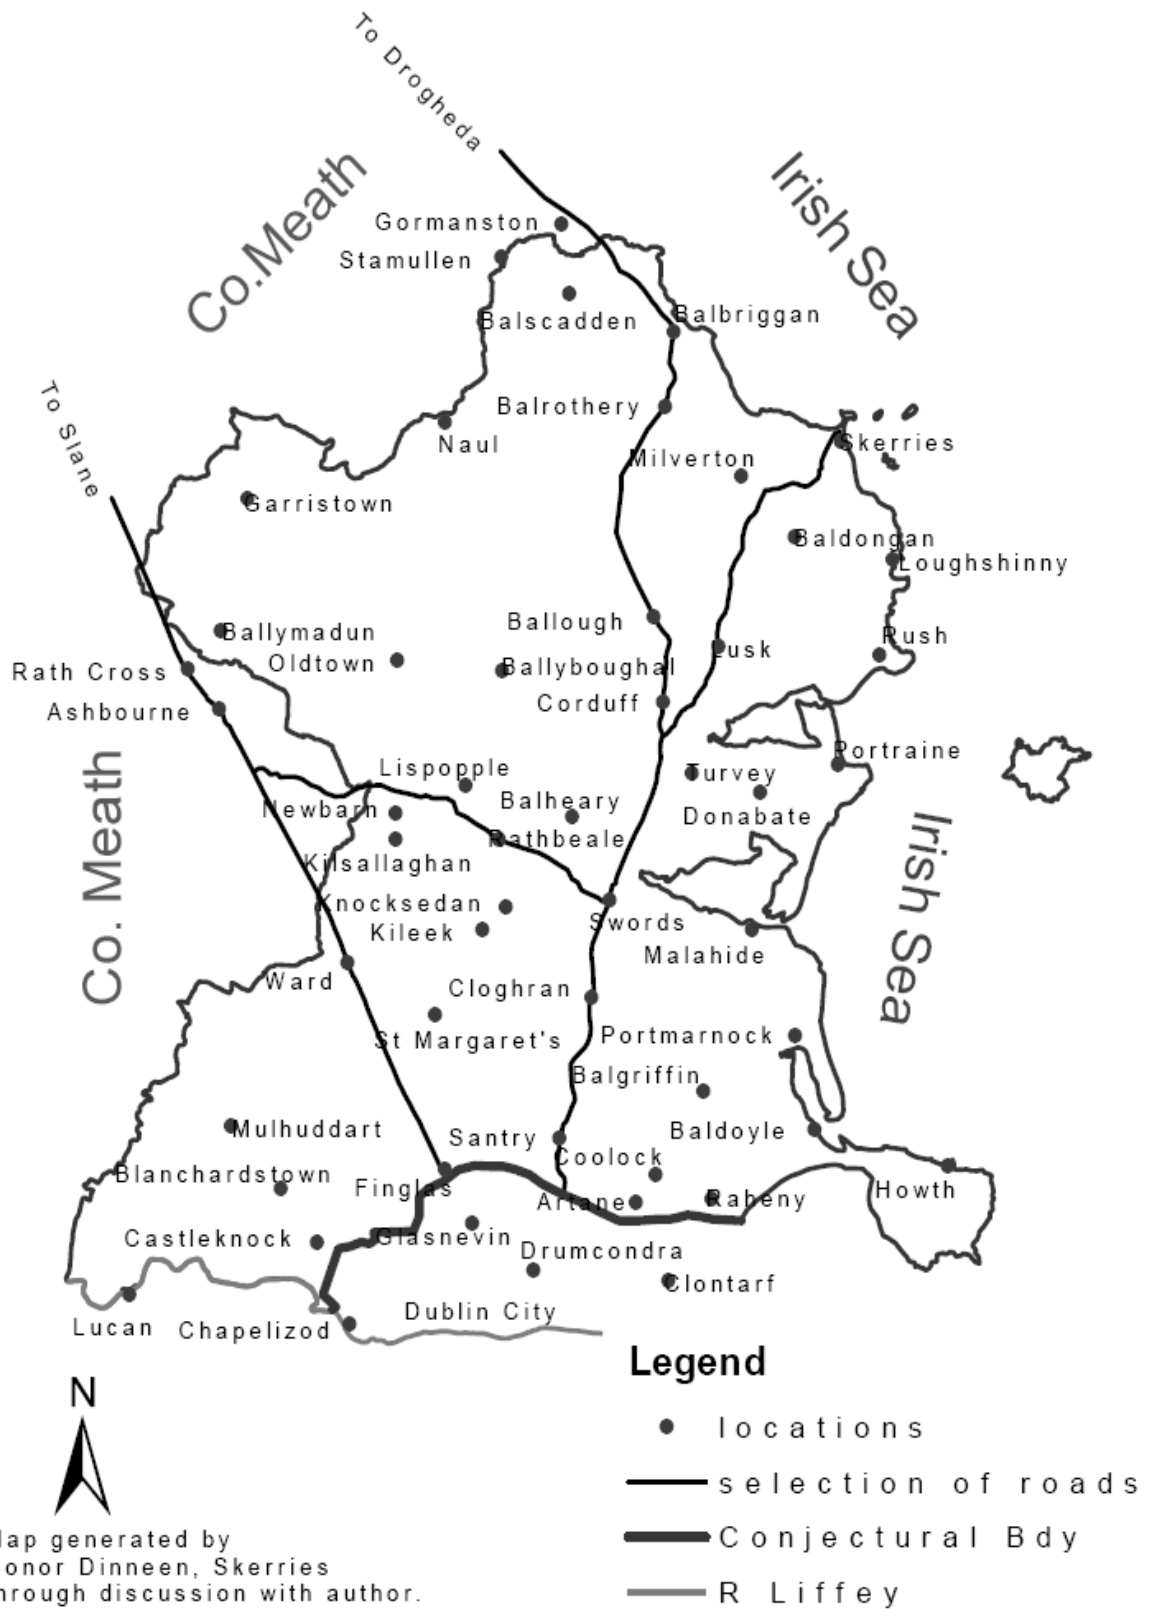 To Drogheda
Co.Meath
Irish Sea
Gormanston
Stamullen
Balscadden
Balbriggan
To Slane
Balrothery
Naul
Skerries
Milverton
Garristown
Baldongan
Loughshinny
Ballough
Ballymadun
Rush
Oldtown
Lusk
Ballyboughal
Rath Cross
Corduff
Ashbourne
Portraine
Lispopple
Turvey
Balheary
Newbarn
Donabate
Rathbeale
Kilsallaghan
Co. Meath
Irish Sea
Knocksedan
Swords
Kileek
Malahide
Ward
Cloghran
Portmarnock
St Margaret's
Balgriffin
Mulhuddart
Baldoyle
Santry
Coolock
Blanchardstown
Finglas
Howth
Artane
Raheny
Castleknock
Glasnevin
Drumcondra
Clontarf
Dublin City
Lucan
Chapelizod
Legend
N
locations
selection of roads
Conjectural Bdy
R Liffey
Map generated by
onor Dinneen, Skerries
hrough discussion with author.